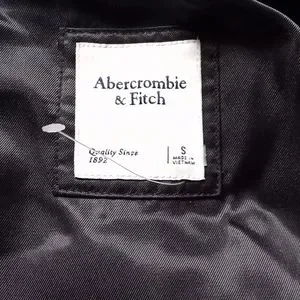 Abercrombie
& Fitch
Quality Since
1892
S
MADE IN
VIETNAM